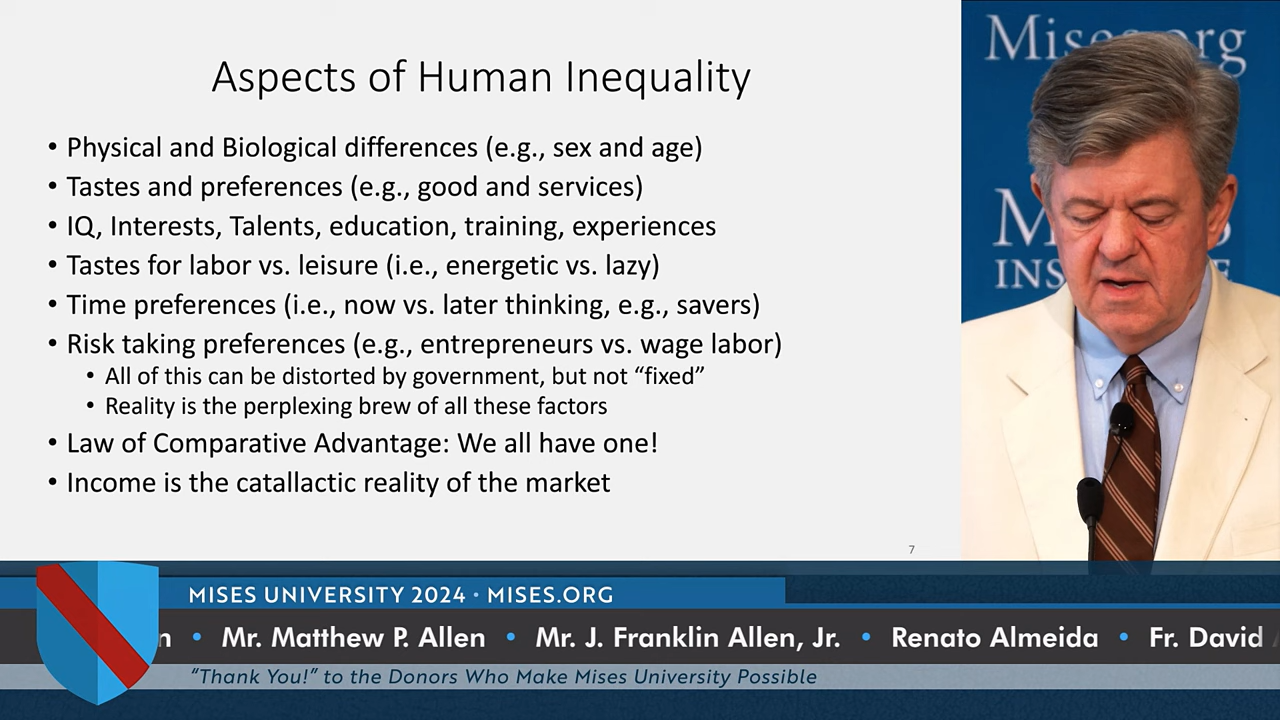 Aspects of Human Inequality
• Physical and Biological differences (e.g., sex and age)
• Tastes and preferences (e.g., good and services)
• IQ, Interests, Talents, education, training, experiences
• Tastes for labor vs. leisure (i.e., energetic vs. lazy)
• Time preferences (i.e., now vs. later thinking, e.g., savers)
• Risk taking preferences (e.g., entrepreneurs vs. wage labor)
• All of this can be distorted by government, but not “fixed”
• Reality is the perplexing brew of all these factors
• Law of Comparative Advantage: We all have one!
• Income is the catallactic reality of the market
7
Mises.org
MISES UNIVERSITY 2024 • MISES.ORG
n • Mr. Matthew P. Allen • Mr. J. Franklin Allen, Jr. • Renato Almeida • Fr. David
“Thank You!” to the Donors Who Make Mises University Possible